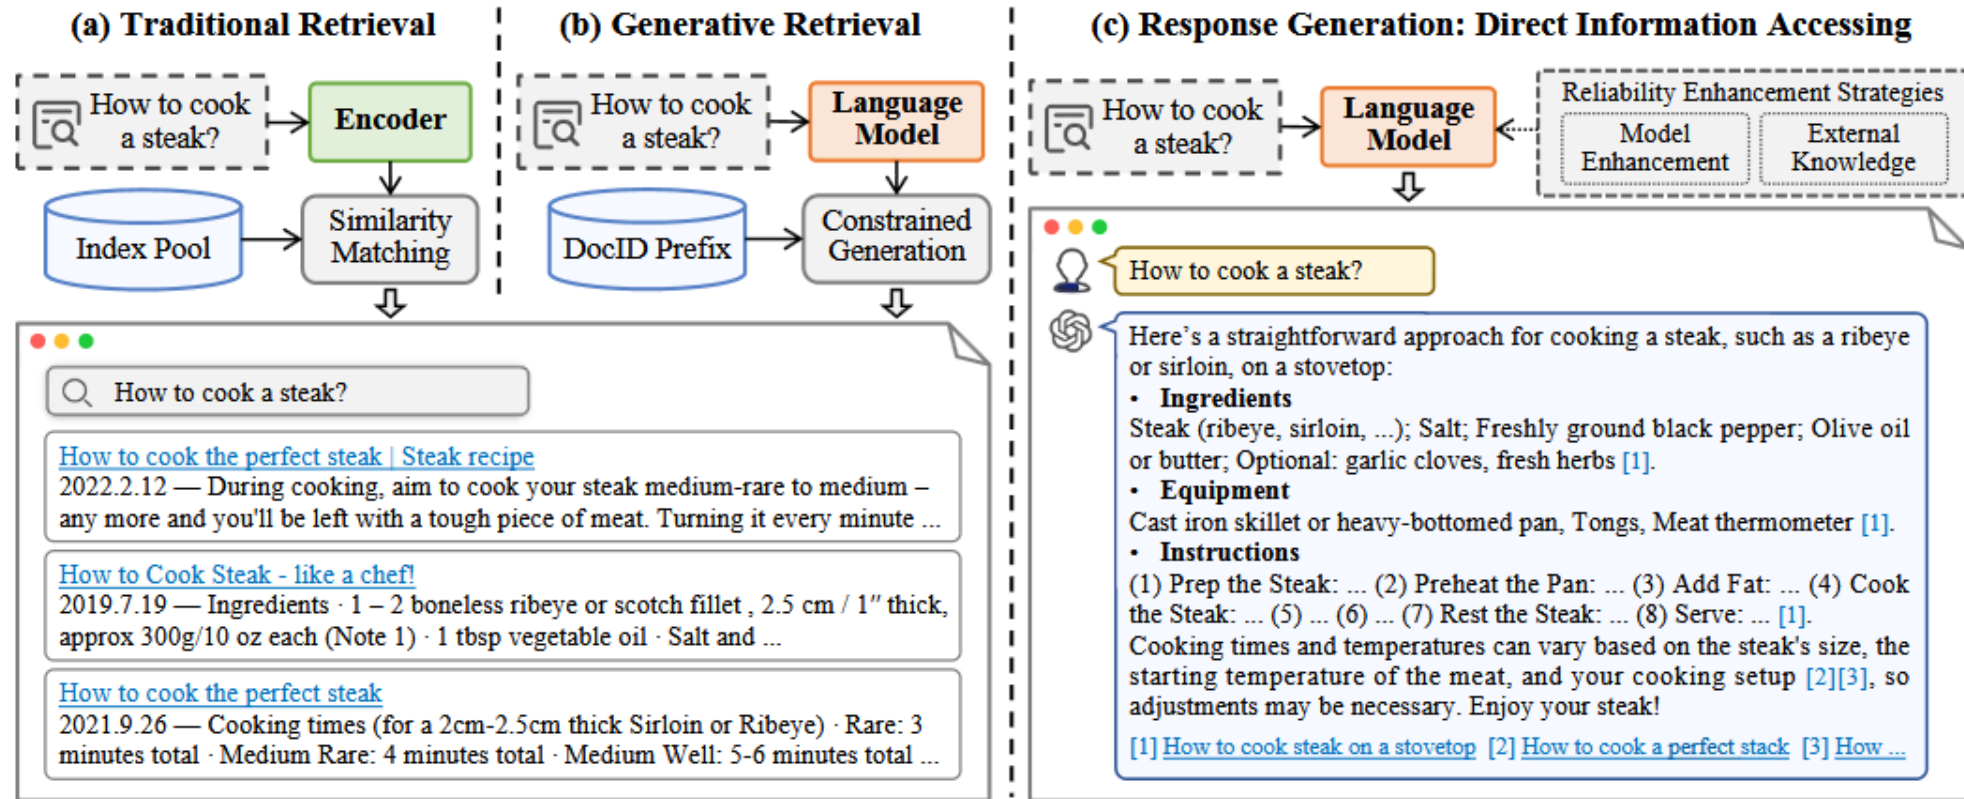 (a) Traditional Retrieval
How to cook
a steak?
Encoder
Index Pool
Similarity
Matching
(b) Generative Retrieval
How to cook
a steak?
Language
Model
DocID Prefix
Constrained
Generation
How to cook a steak?
How to cook the perfect steak | Steak recipe
2022.2.12 — During cooking, aim to cook your steak medium-rare to medium –
any more and you'll be left with a tough piece of meat. Turning it every minute ...
How to Cook Steak - like a chef!
2019.7.19 — Ingredients · 1 – 2 boneless ribeye or scotch fillet , 2.5 cm / 1″ thick,
approx 300g/10 oz each (Note 1) · 1 tbsp vegetable oil · Salt and ...
How to cook the perfect steak
2021.9.26 — Cooking times (for a 2cm-2.5cm thick Sirloin or Ribeye) · Rare: 3
minutes total · Medium Rare: 4 minutes total · Medium Well: 5-6 minutes total ...
(c) Response Generation: Direct Information Accessing
How to cook
a steak?
Language
Model
Reliability Enhancement Strategies
Model
Enhancement
External
Knowledge
How to cook a steak?
Here’s a straightforward approach for cooking a steak, such as a ribeye
or sirloin, on a stovetop:
• Ingredients
Steak (ribeye, sirloin, ...); Salt; Freshly ground black pepper; Olive oil
or butter; Optional: garlic cloves, fresh herbs [1].
• Equipment
Cast iron skillet or heavy-bottomed pan, Tongs, Meat thermometer [1].
• Instructions
(1) Prep the Steak: ... (2) Preheat the Pan: ... (3) Add Fat: ... (4) Cook
the Steak: ... (5) ... (6) ... (7) Rest the Steak: ... (8) Serve: ... [1].
Cooking times and temperatures can vary based on the steak's size, the
starting temperature of the meat, and your cooking setup [2][3], so
adjustments may be necessary. Enjoy your steak!
[1] How to cook steak on a stovetop [2] How to cook a perfect stack [3] How ...